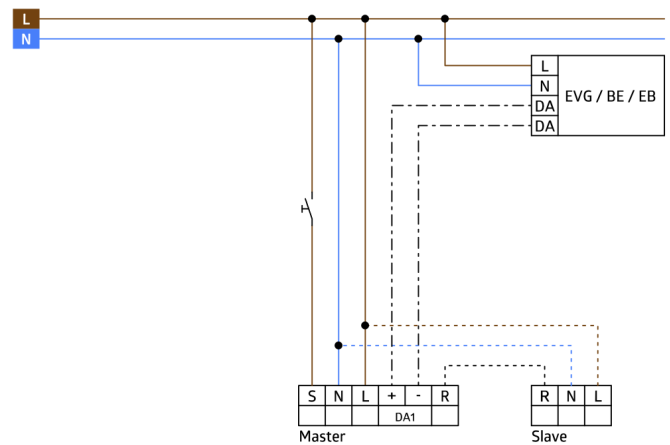 L
N
L
N EVG / BE / EB
DA
DA
S N L + - R
DA1
Master
R N L
Slave